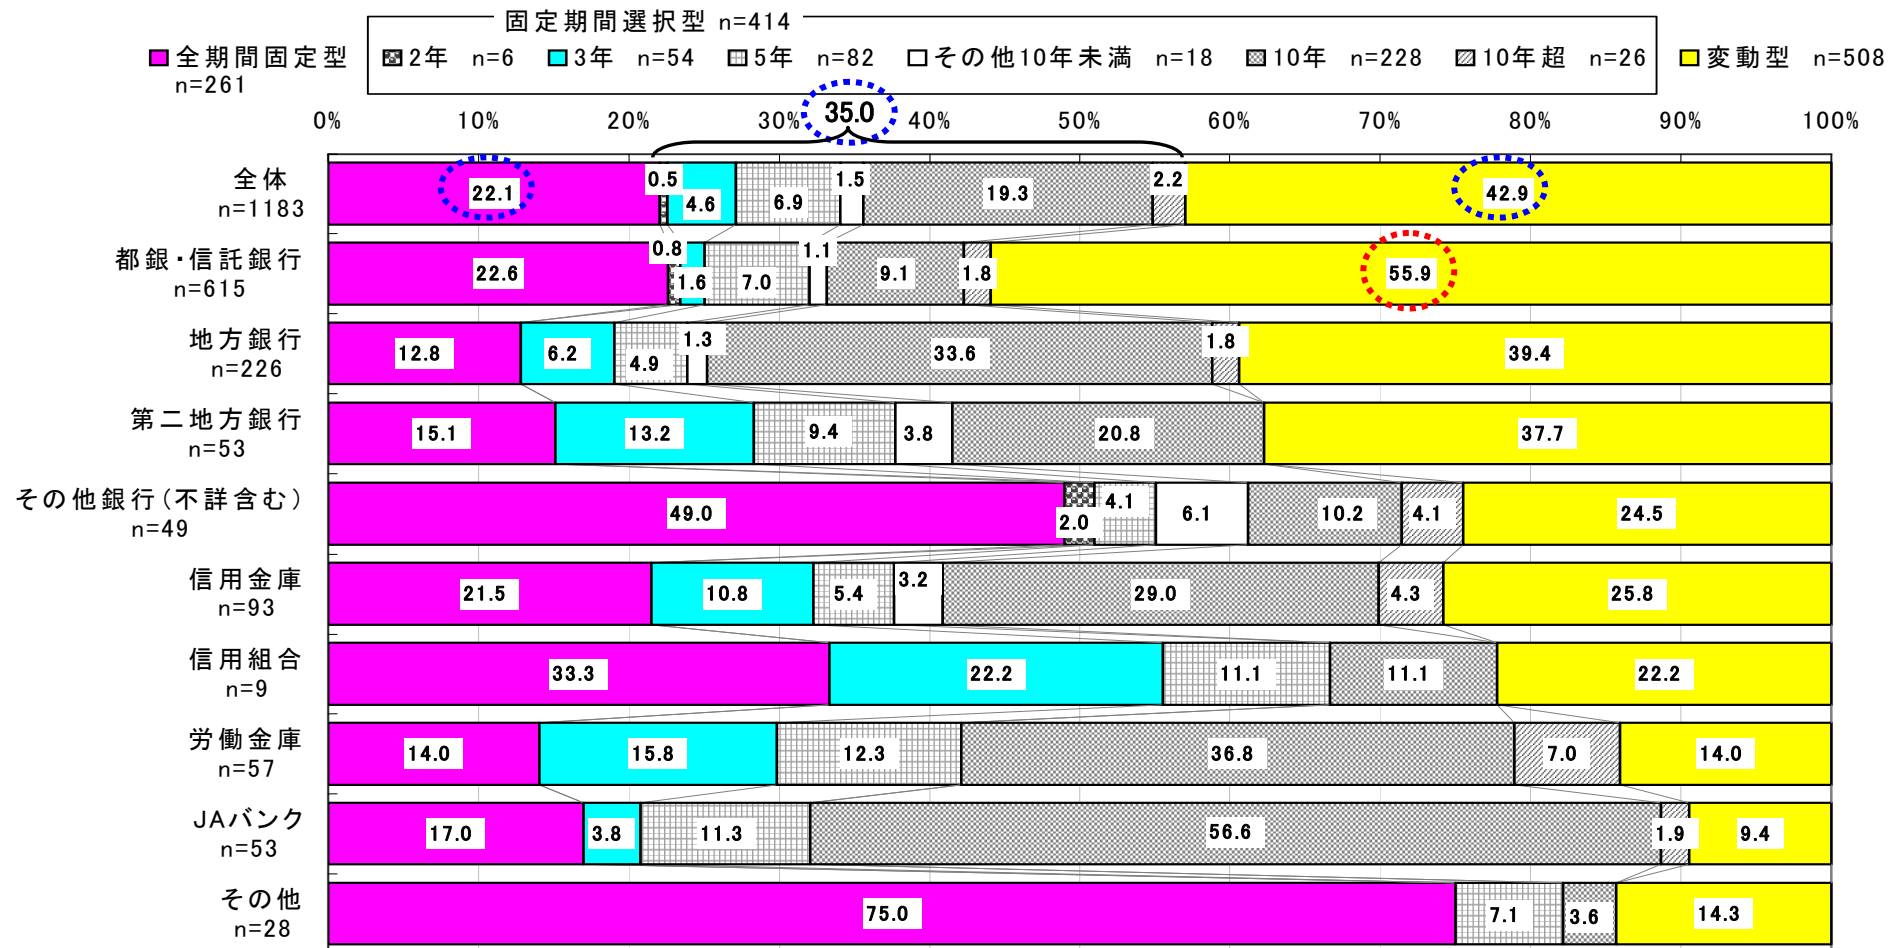 固定期間選択型 n=414
全期間固定型 n=261
2年 n=6
3年 n=54
5年 n=82
その他10年未満 n=18
10年 n=228
10年超 n=26
変動型 n=508
35.0
0% 10% 20% 30% 40% 50% 60% 70% 80% 90% 100%
全体 n=1183
22.1 0.5 4.6 6.9 1.5 19.3 2.2 42.9
都銀・信託銀行 n=615
22.6 0.8 1.6 7.0 1.1 9.1 1.8 55.9
地方銀行 n=226
12.8 6.2 4.9 1.3 33.6 1.8 39.4
第二地方銀行 n=53
15.1 13.2 9.4 3.8 20.8 37.7
その他銀行(不詳含む) n=49
49.0 2.0 4.1 6.1 10.2 4.1 24.5
信用金庫 n=93
21.5 10.8 5.4 3.2 29.0 4.3 25.8
信用組合 n=9
33.3 22.2 11.1 11.1 22.2
労働金庫 n=57
14.0 15.8 12.3 36.8 7.0 14.0
JAバンク n=53
17.0 3.8 11.3 56.6 1.9 9.4
その他 n=28
75.0 7.1 3.6 14.3